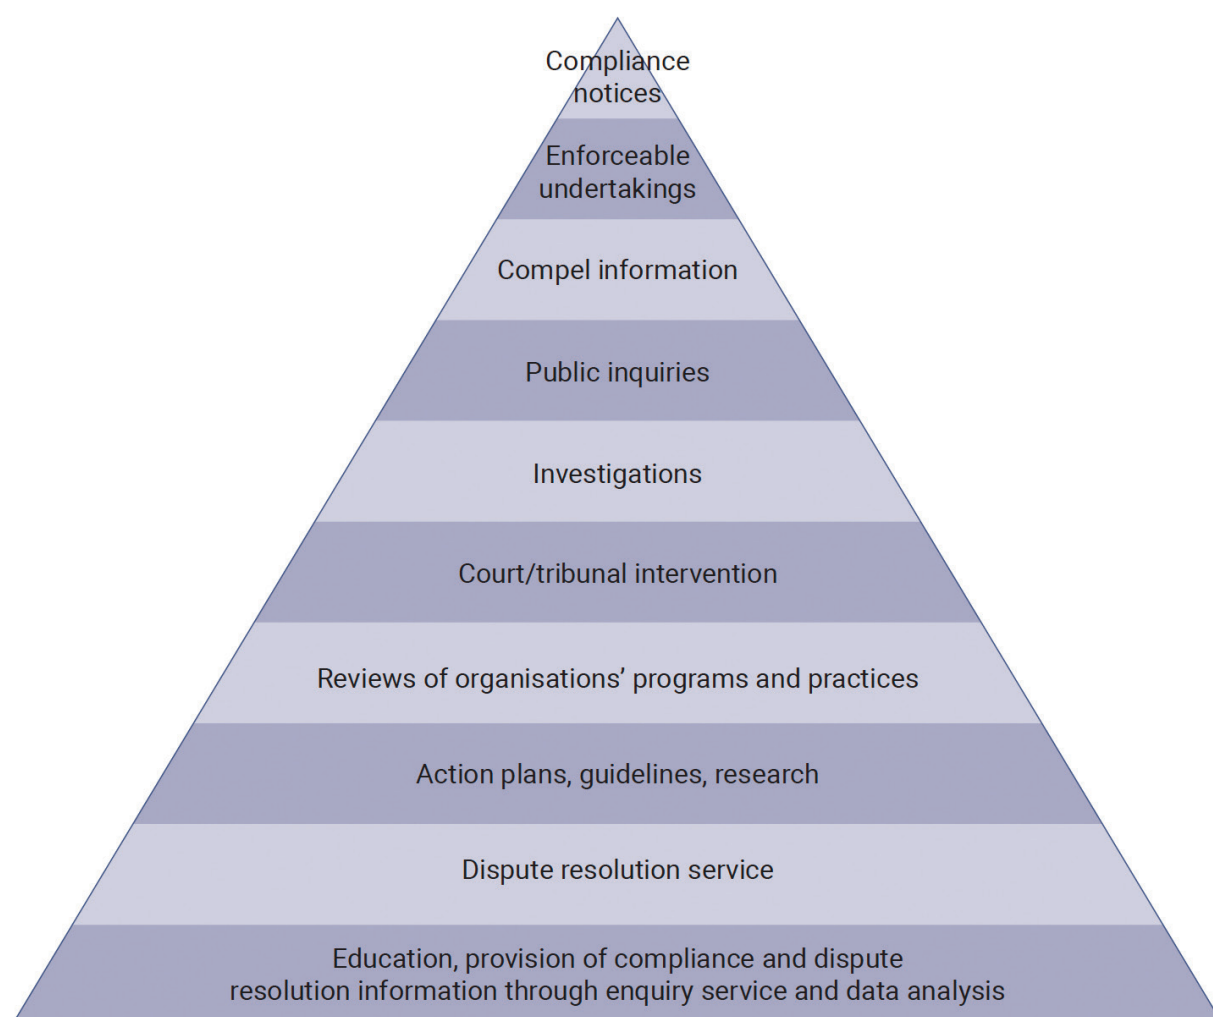 Compliance
notices
Enforceable
undertakings
Compel information
Public inquiries
Investigations
Court/tribunal intervention
Reviews of organisations’ programs and practices
Action plans, guidelines, research
Dispute resolution service
Education, provision of compliance and dispute
resolution information through enquiry service and data analysis